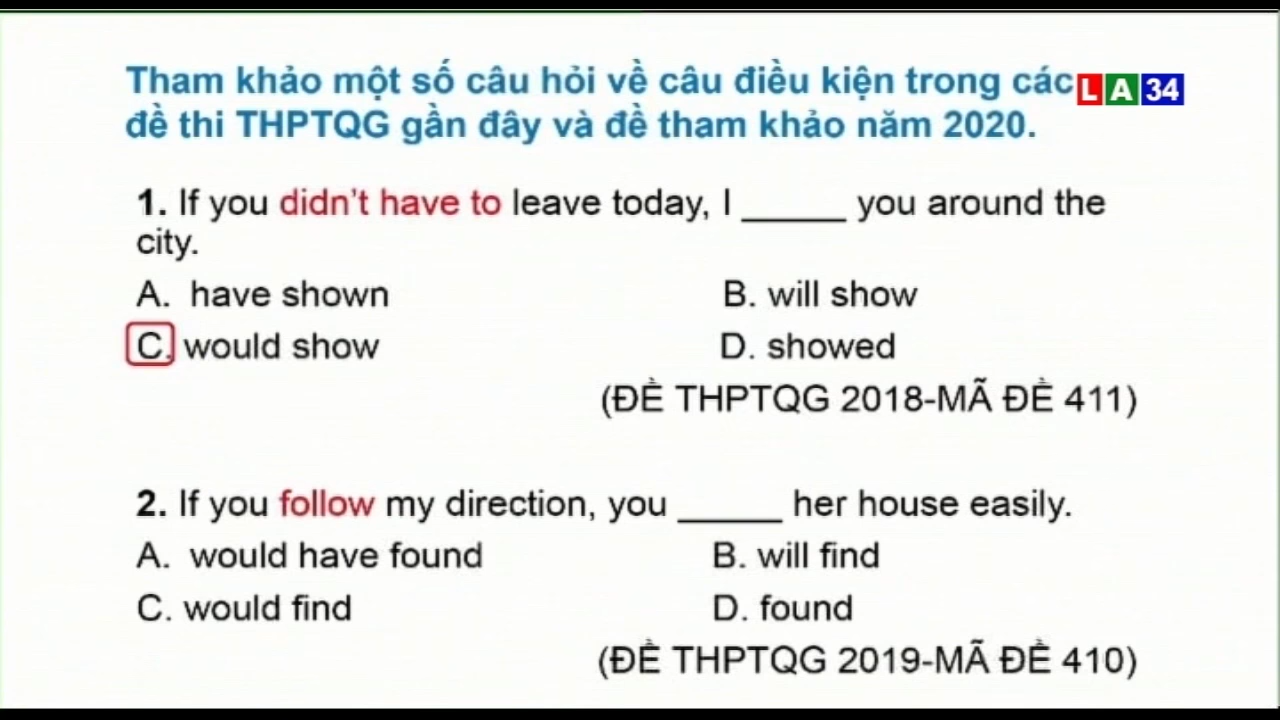 Tham khảo một số câu hỏi về câu điều kiện trong các LA34
đề thi THPTQG gần đây và đề tham khảo năm 2020.
1. If you didn't have to leave today, I ______ you around the
city.
A. have shown B. will show
C. would show D. showed
(ĐỀ THPTQG 2018-MÃ ĐỀ 411)
2. If you follow my direction, you ______ her house easily.
A. would have found B. will find
C. would find D. found
(ĐỀ THPTQG 2019-MÃ ĐỀ 410)